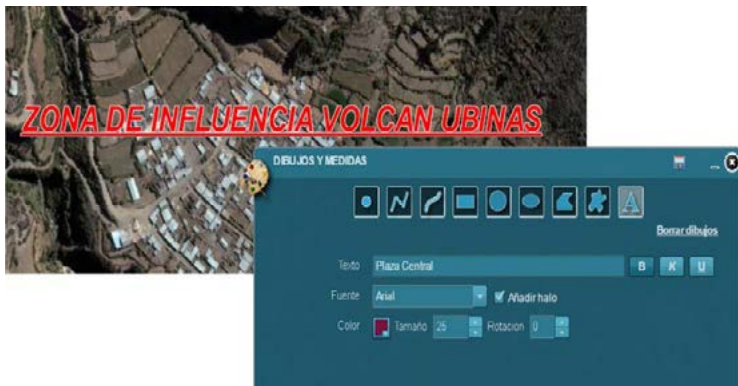 ZONA DE INFLUENCIA VOLCAN UBINAS
DIBUJOS Y MEDIDAS
A
Borrar dibujos
Texto Plaza Central B K U
Fuente Arial Añadir halo
Color Tamaño 25 Rotacion 0